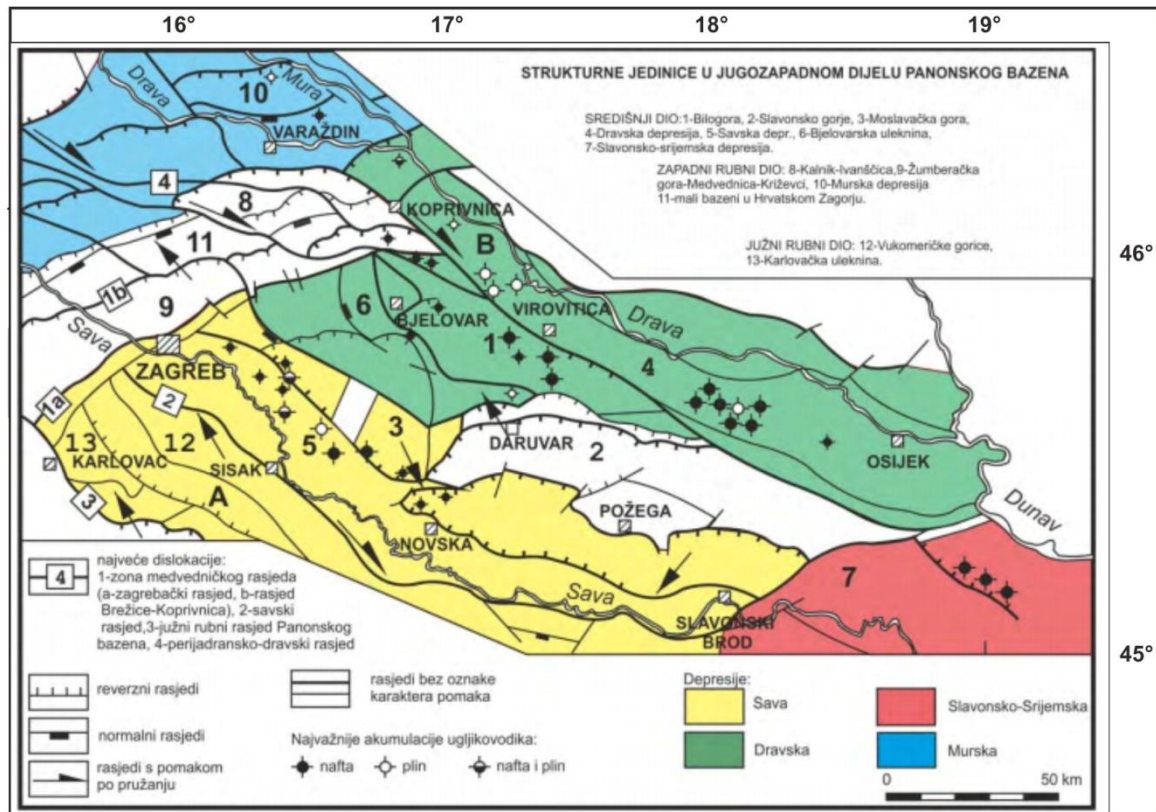 16° 17° 18° 19°
STRUKTURNE JEDINICE U JUGOZAPADNOM DIJELU PANONSKOG BAZENA
SREDIŠNJI DIO:1-Bilogora, 2-Slavonsko gorje, 3-Moslavačka gora,
4-Dravska depresija, 5-Savska depr., 6-Bjelovarska uleknina,
7-Slavonsko-srijemska depresija.
ZAPADNI RUBNI DIO: 8-Kalnik-Ivanščica,9-Žumberačka
gora-Medvednica-Križevci, 10-Murska depresija
11-mali bazeni u Hrvatskom Zagorju.
JUŽNI RUBNI DIO: 12-Vukomeričke gorice,
13-Karlovačka uleknina.
46°
45°
Drava
Mura
10
VARAŽDIN
4
8
KOPRIVNICA
B
11
1b
9
6
BJELOVAR
VIROVITICA
Drava
1
4
Sava
ZAGREB
1a
2
13
12
KARLOVAC
SISAK
5
3
DARUVAR
2
OSIJEK
3
A
POŽEGA
Dunav
NOVSKA
7
Sava
SLAVONSKI
BROD
4
najveće dislokacije:
1-zona medvedničkog rasjeda
(a-zagrebački rasjed, b-rasjed
Brežice-Koprivnica), 2-savski
rasjed,3-južni rubni rasjed Panonskog
bazena, 4-perijadransko-dravski rasjed
reverzni rasjedi
normalni rasjedi
rasjedi s pomakom
po pružanju
rasjedi bez oznake
karaktera pomaka
Najvažnije akumulacije ugljikovodika:
nafta plin nafta i plin
Depresije:
Sava
Slavonsko-Srijemska
Dravska
Murska
0 50 km